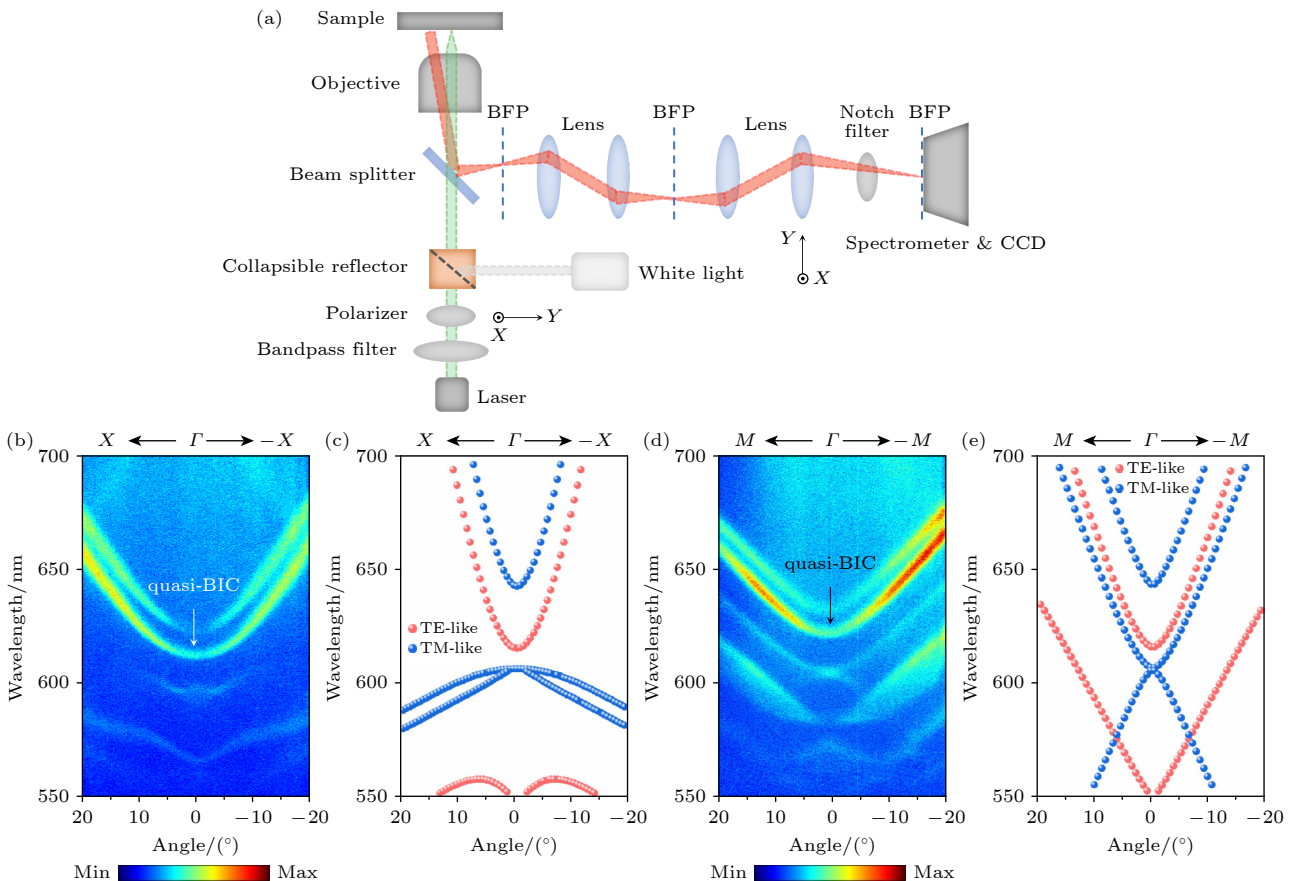 (a)
Sample
Objective
BFP
Lens
BFP
Lens
Notch
filter
BFP
Beam splitter
Y
X
Spectrometer & CCD
Collapsible reflector
White light
Polarizer
X
Y
Bandpass filter
Laser
(b)
X Γ −X
700
650
600
550
Wavelength/nm
quasi-BIC
20 10 0 −10 −20
Angle/(°)
Min Max
(c)
X Γ −X
700
650
600
550
Wavelength/nm
TE-like
TM-like
20 10 0 −10 −20
Angle/(°)
(d)
M Γ −M
700
650
600
550
Wavelength/nm
quasi-BIC
20 10 0 −10 −20
Angle/(°)
Min Max
(e)
M Γ −M
700
650
600
550
Wavelength/nm
TE-like
TM-like
20 10 0 −10 −20
Angle/(°)